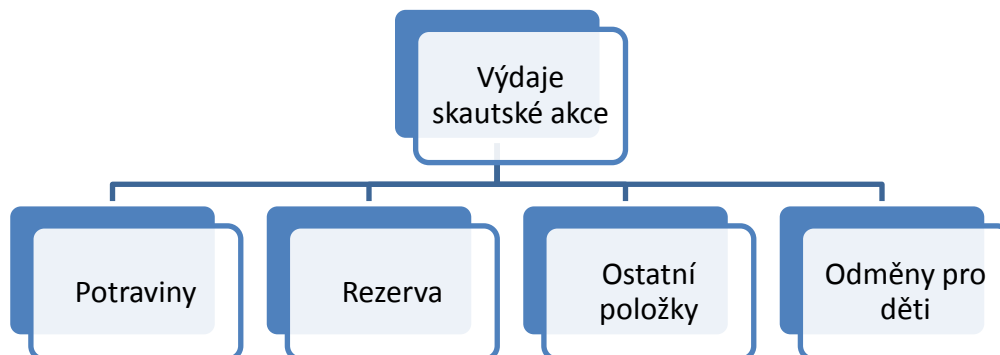 Výdaje
skautské akce
Potraviny
Rezerva
Ostatní
položky
Odměny pro
děti